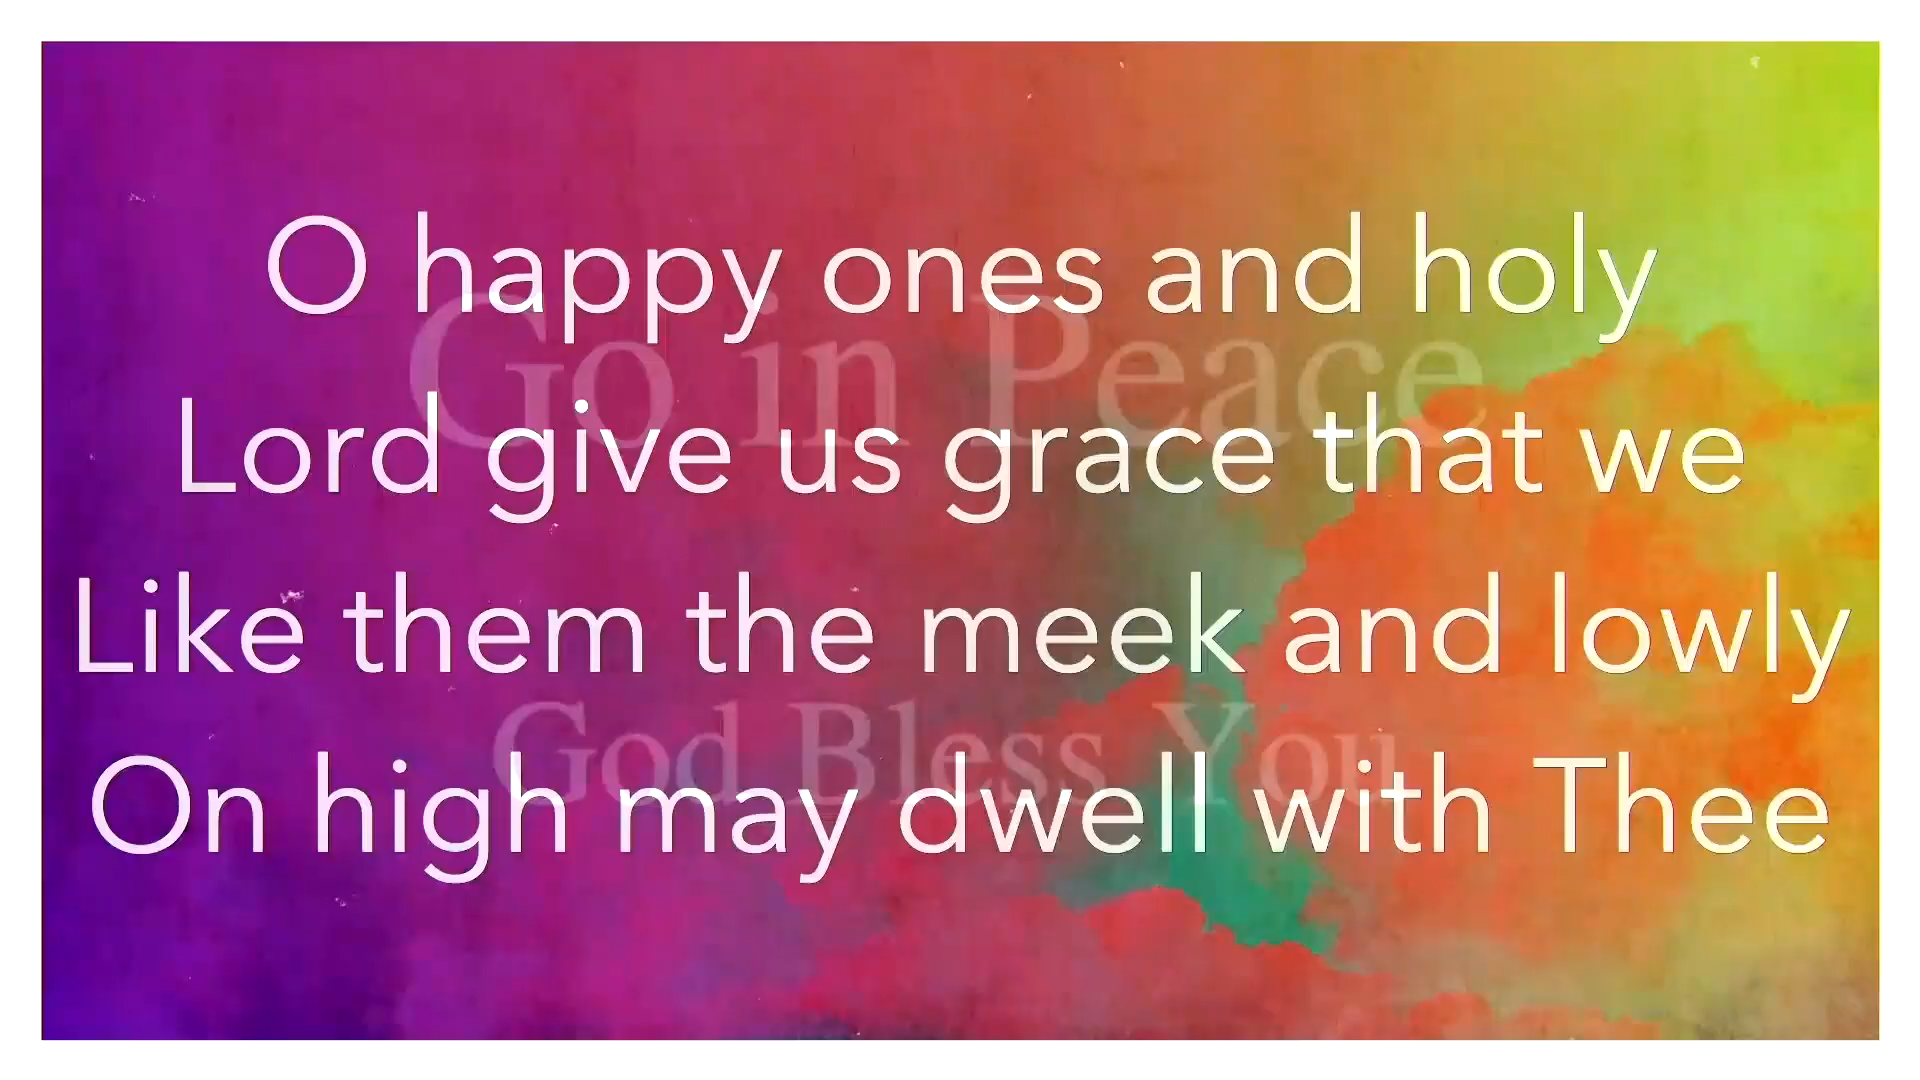 O happy ones and holy
Go in Peace
Lord give us grace that we
Like them the meek and lowly
God Bless You
On high may dwell with Thee